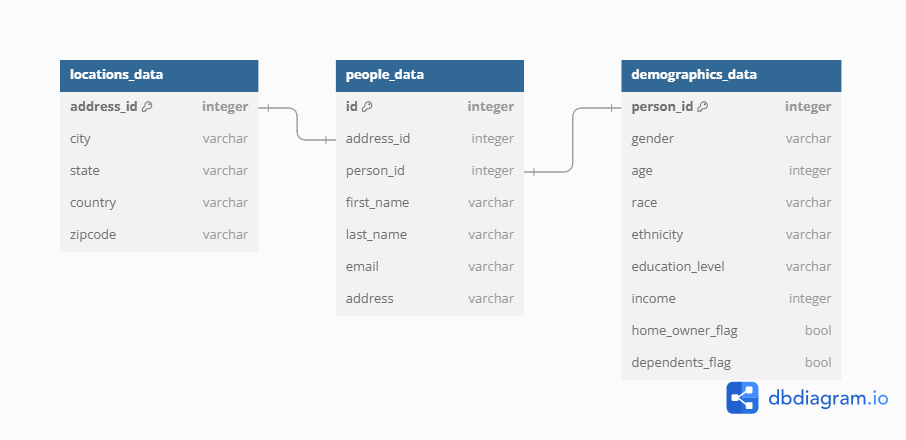 locations_data
address_id integer
city varchar
state varchar
country varchar
zipcode varchar
people_data
id integer
address_id integer
person_id integer
first_name varchar
last_name varchar
email varchar
address varchar
demographics_data
person_id integer
gender varchar
age integer
race varchar
ethnicity varchar
education_level varchar
income integer
home_owner_flag bool
dependents_flag bool
dbdiagram.io